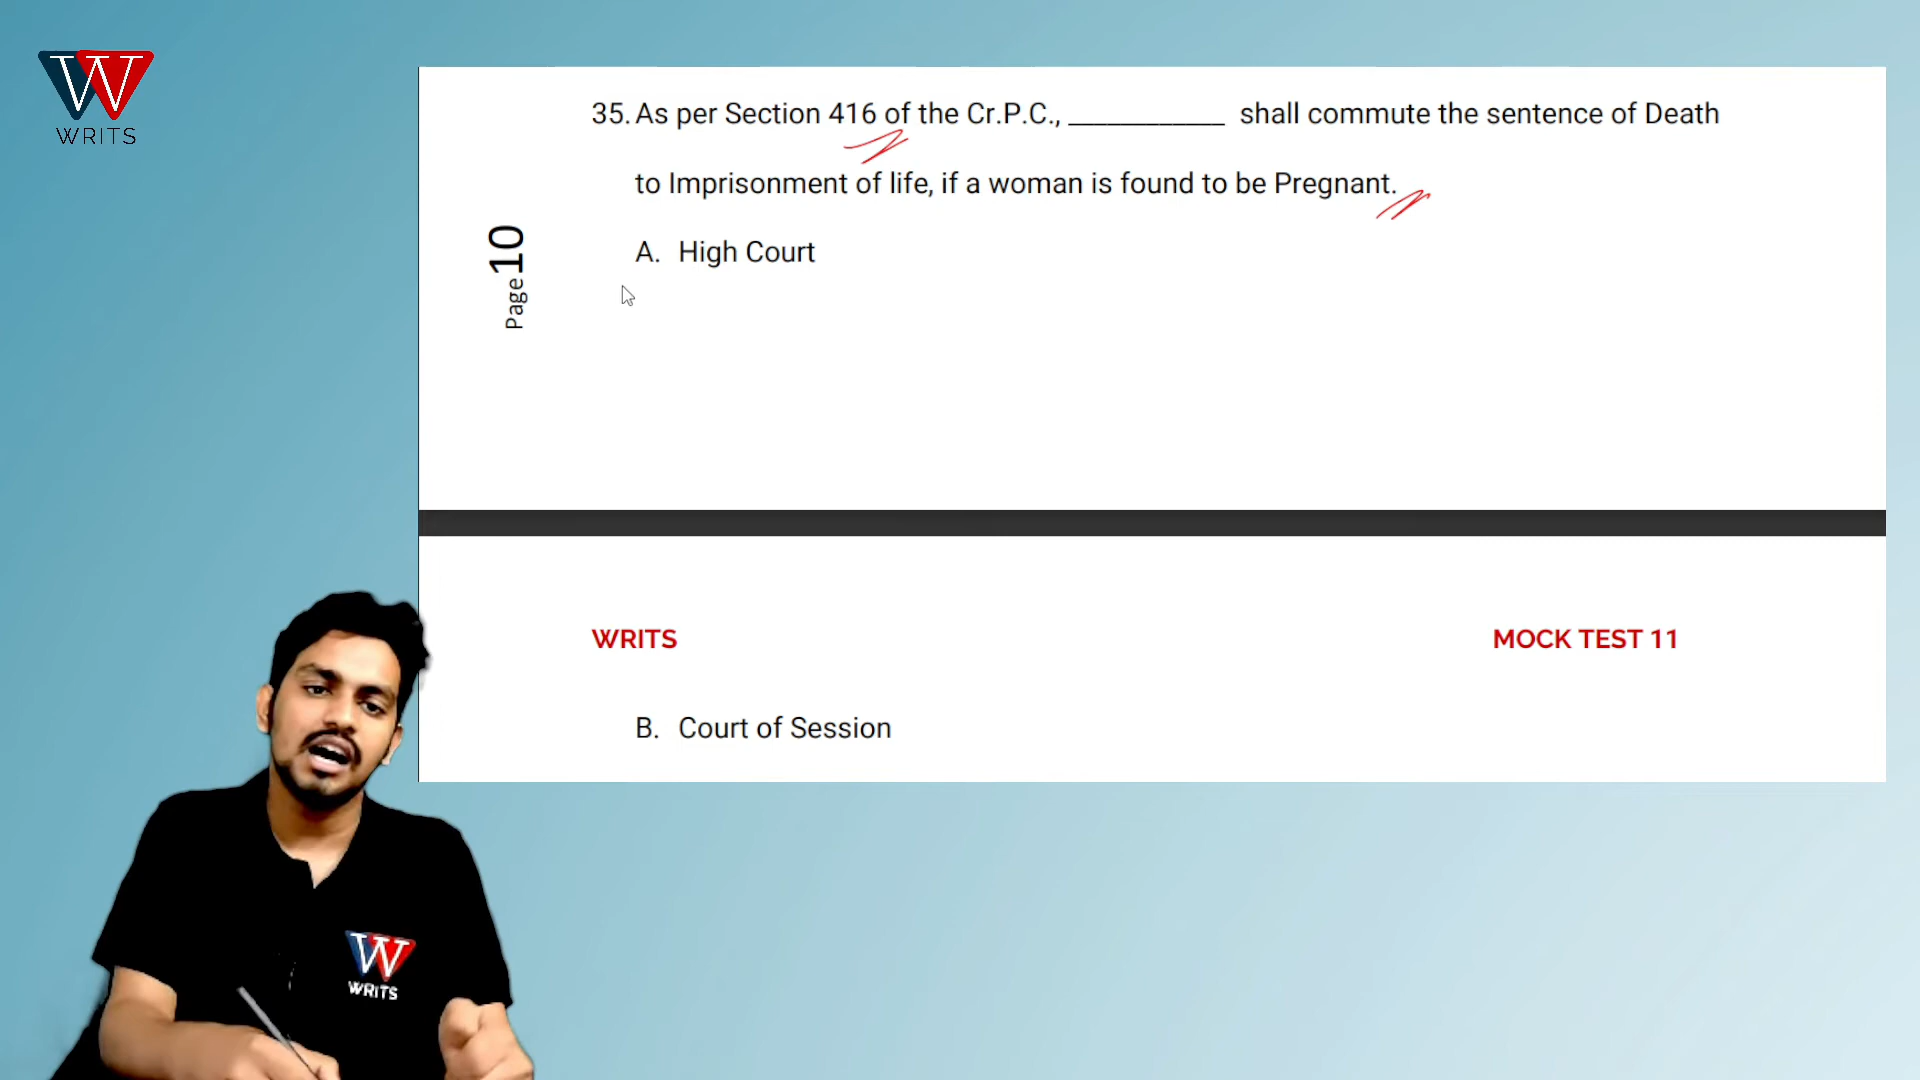 WRITS
35. As per Section 416 of the Cr.P.C., ____________ shall commute the sentence of Death
to Imprisonment of life, if a woman is found to be Pregnant.
A. High Court
Page 10
WRITS MOCK TEST 11
B. Court of Session
W
WRITS